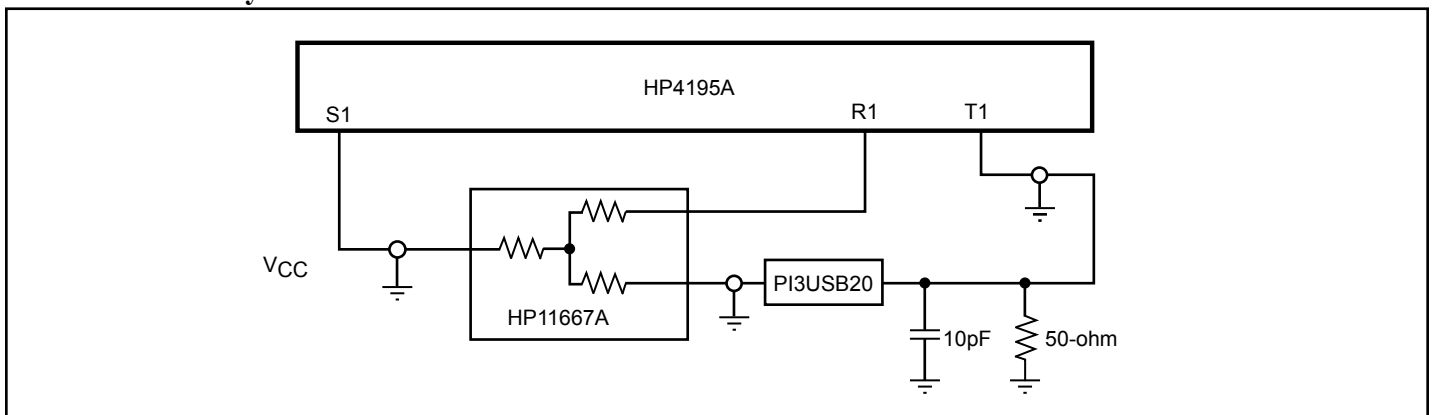 HP4195A
S1
R1
T1
VCC
HP11667A
PI3USB20
10pF
50-ohm